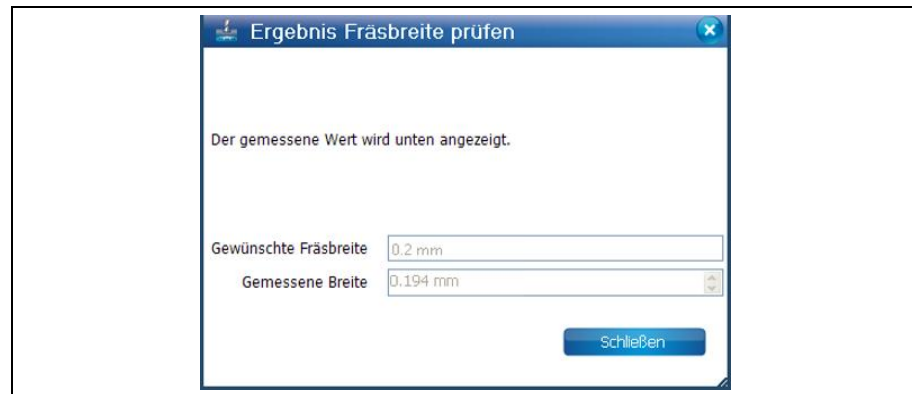 Ergebnis Fräsbreite prüfen
Der gemessene Wert wird unten angezeigt.
Gewünschte Fräsbreite 0.2 mm
Gemessene Breite 0.194 mm
Schließen